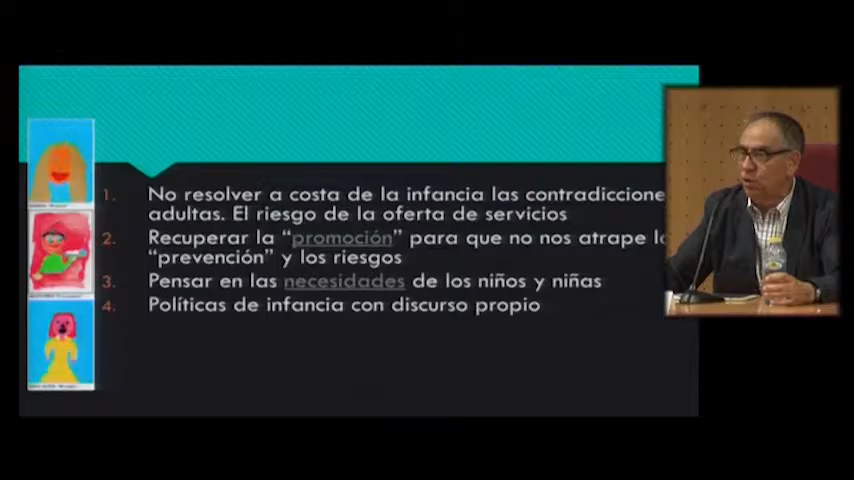 1. No resolver a costa de la infancia las contradiccione
adultas. El riesgo de la oferta de servicios
2. Recuperar la “promoción” para que no nos atrape l
“prevención” y los riesgos
3. Pensar en las necesidades de los niños y niñas
4. Políticas de infancia con discurso propio